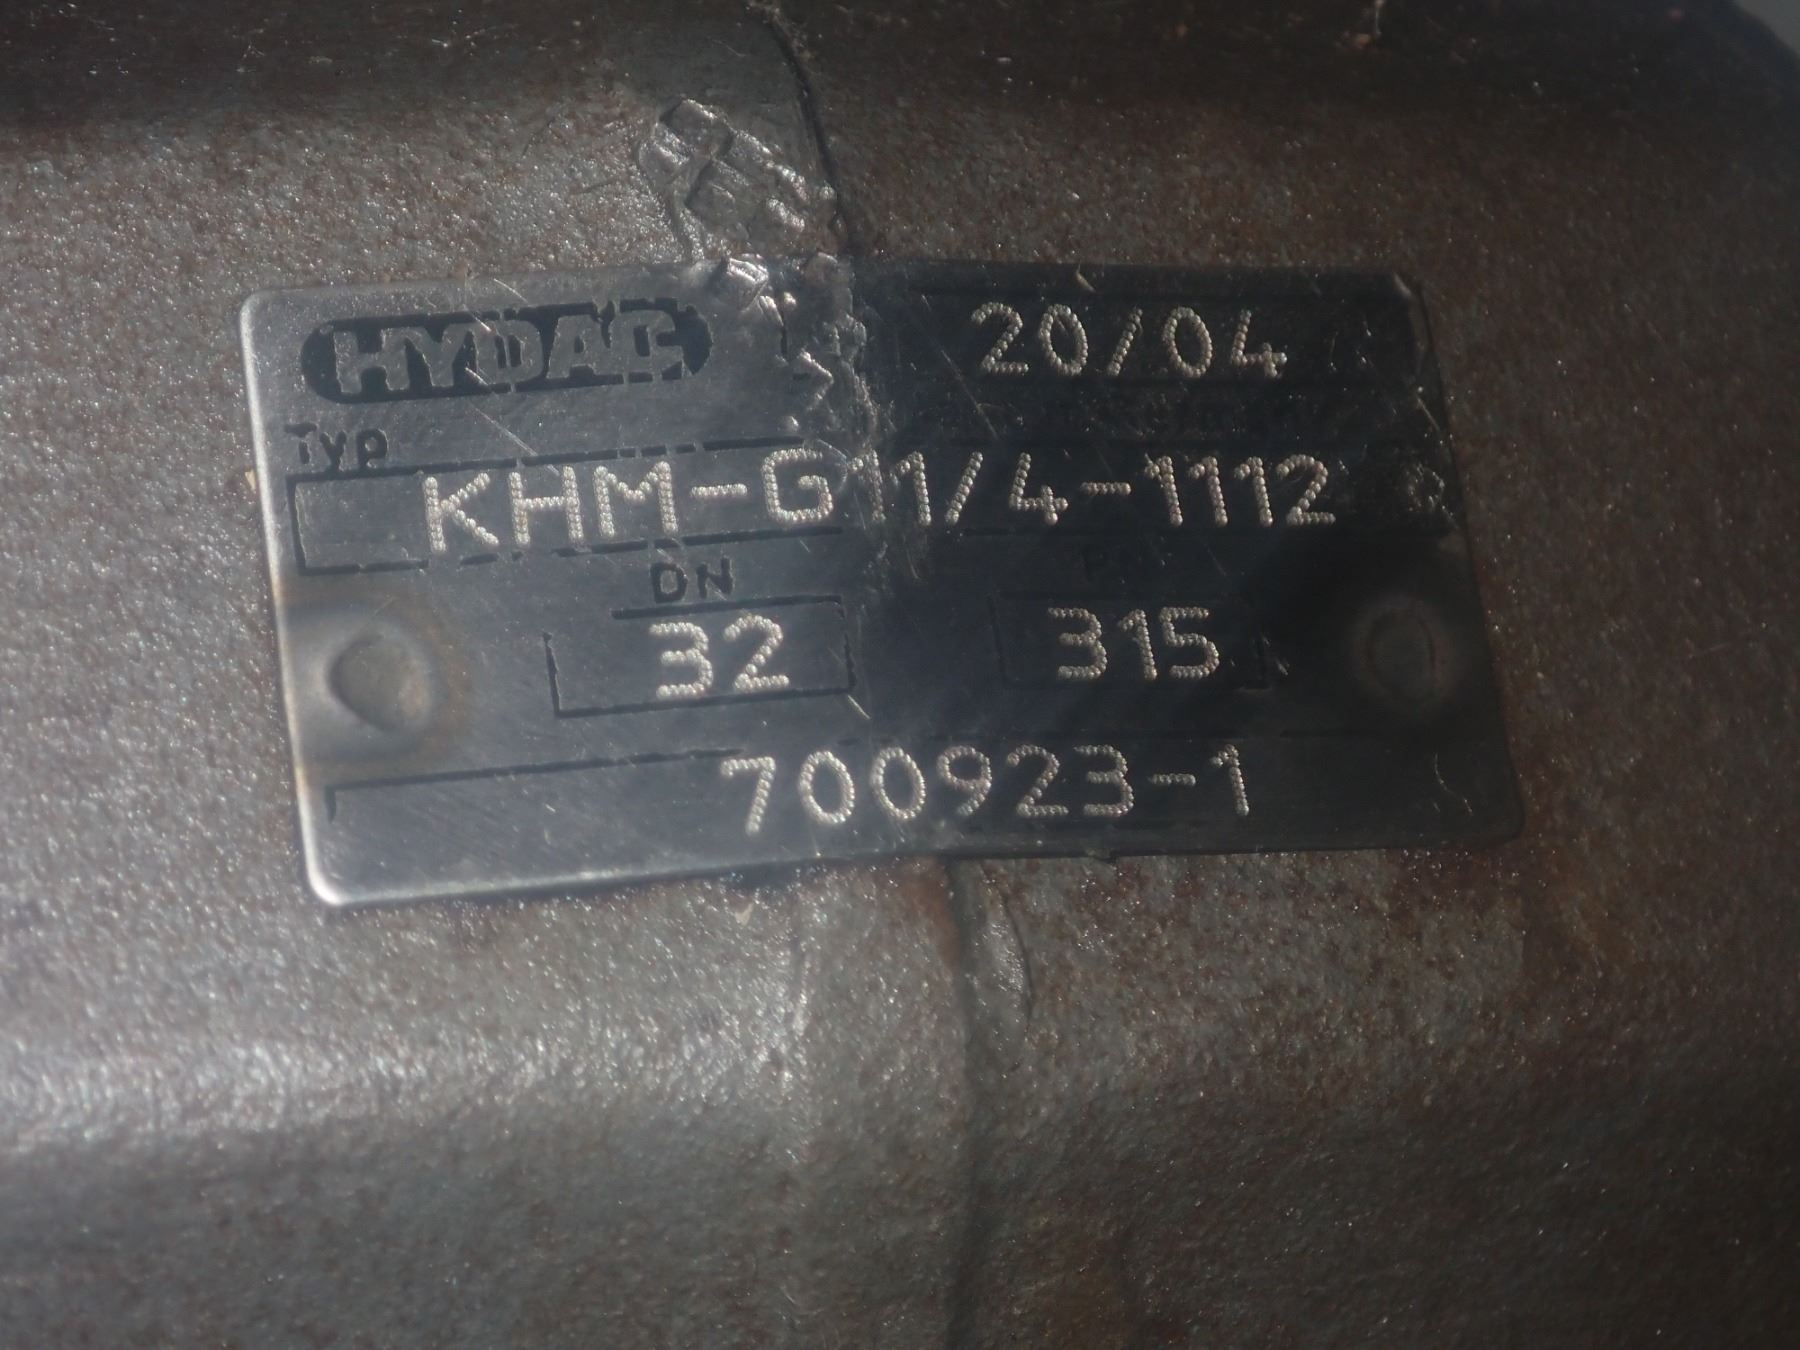 HYDAC 20/04
Typ
KHM-G11/4-1112
DN
32 315
700923-1